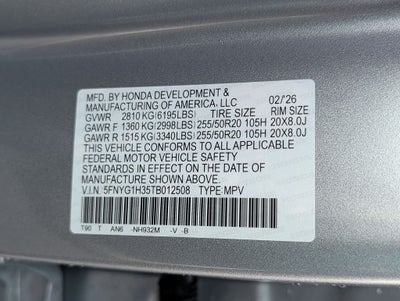 MFD. BY HONDA DEVELOPMENT &
MANUFACTURING OF AMERICA, LLC 02/'26
GVWR 2810 KG(6195LBS) TIRE SIZE RIM SIZE
GAWR F 1360 KG(2998LBS) 255/50R20 105H 20X8.0J
GAWR R 1515 KG(3340LBS) 255/50R20 105H 20X8.0J
THIS VEHICLE CONFORMS TO ALL APPLICABLE
FEDERAL MOTOR VEHICLE SAFETY
STANDARDS IN EFFECT ON THE DATE OF
MANUFACTURE SHOWN ABOVE.
V.I.N. 5FNYG1H35TB012508 TYPE:MPV
T90 T AN6 -NH932M -V -B